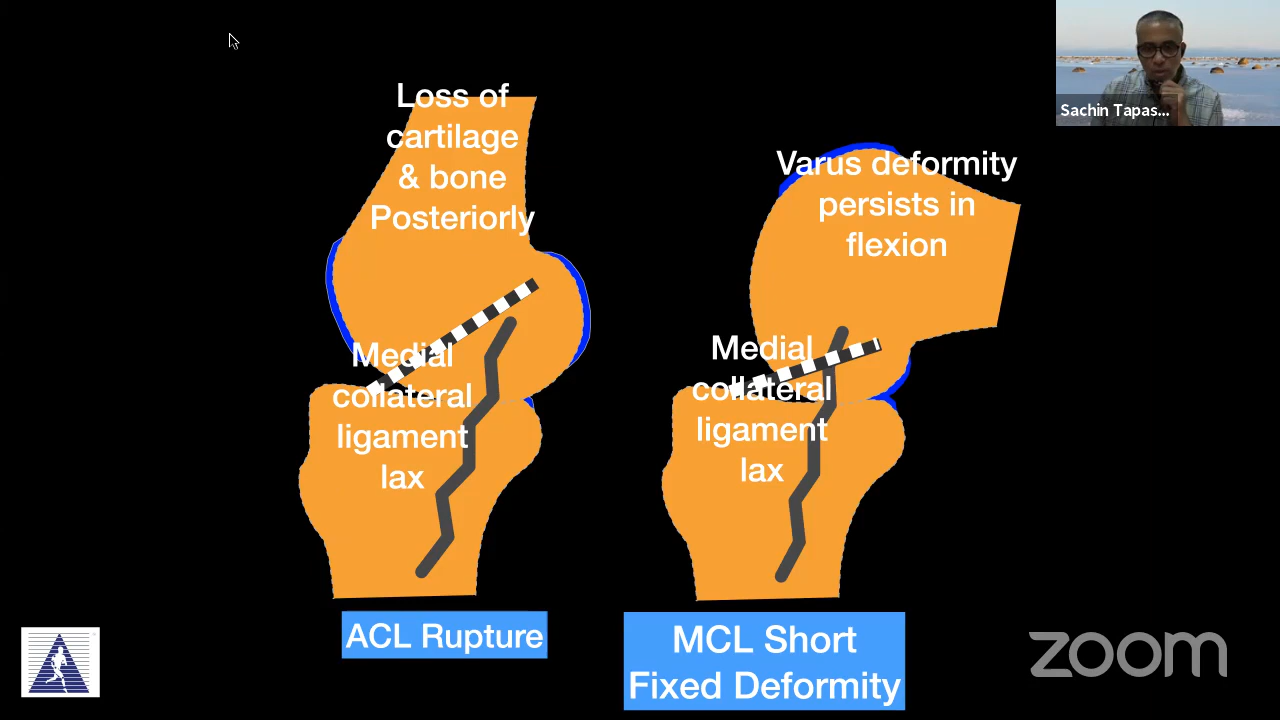 Loss of
cartilage
& bone
Posteriorly
Medial
collateral
ligament
lax
ACL Rupture
Varus deformity
persists in
flexion
Medial
collateral
ligament
lax
MCL Short
Fixed Deformity
Sachin Tapas...
zoom